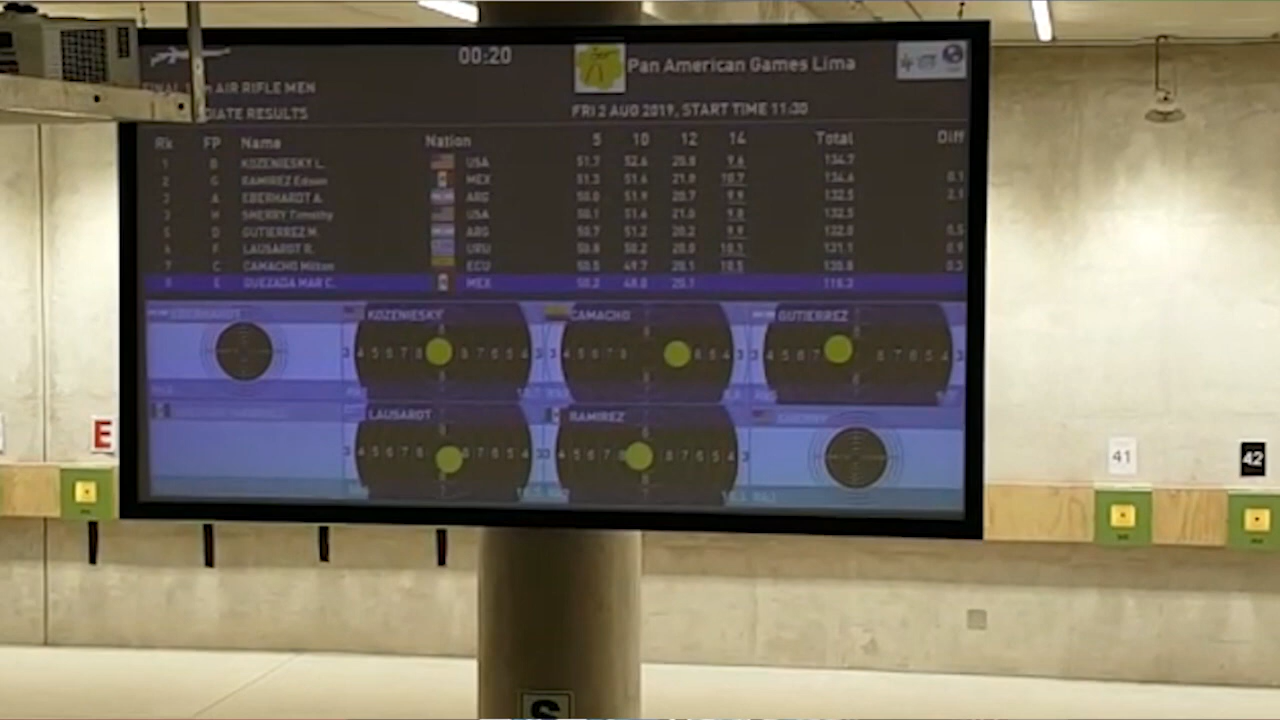 00:20
Pan American Games Lima
AIR RIFLE MEN
RESULTS
FRI 2 AUG 2019, START TIME 11:30
Rk FP Name Nation 5 10 12 14 Total Diff
1 KOZENIESKY L. USA 51.7 52.6 20.8 9.6 134.7
2 G RAMIREZ Edson MEX 51.3 51.6 21.0 10.7 134.6 0.1
3 A EBERHARDT A. ARG 50.0 51.9 20.7 9.9 132.5 2.1
3 H SHERRY Timothy USA 50.1 51.6 21.0 9.8 132.5
5 D GUTIERREZ M. ARG 50.7 51.2 20.2 9.9 132.0 0.5
6 F LAUSAROT R. URU 50.8 50.2 20.0 10.1 131.1 0.9
7 C CAMACHO Milton ECU 50.5 49.7 20.1 10.5 130.8 0.3
8 E QUEZADA MAR C. MEX 50.2 20.1
KOZENIESKY
CAMACHO
GUTIERREZ
LAUSAROT
RAMIREZ
E
41
42
S